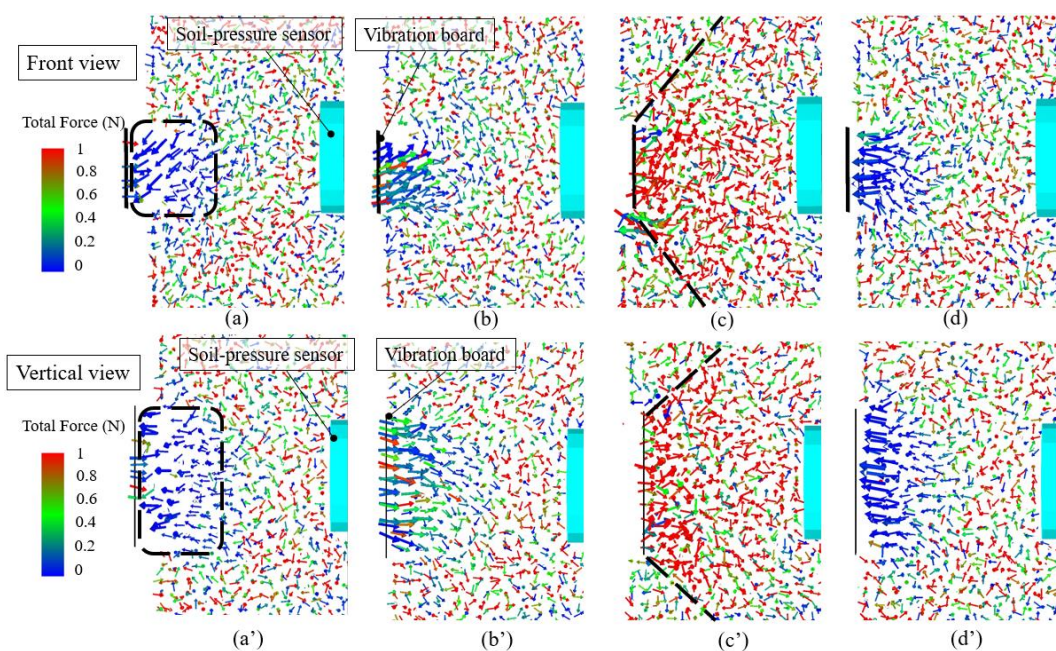 Soil-pressure sensor
Vibration board
Front view
Total Force (N)
1
0.8
0.6
0.4
0.2
0
(a)
(b)
(c)
(d)
Soil-pressure sensor
Vibration board
Vertical view
Total Force (N)
1
0.8
0.6
0.4
0.2
0
(a')
(b')
(c')
(d')